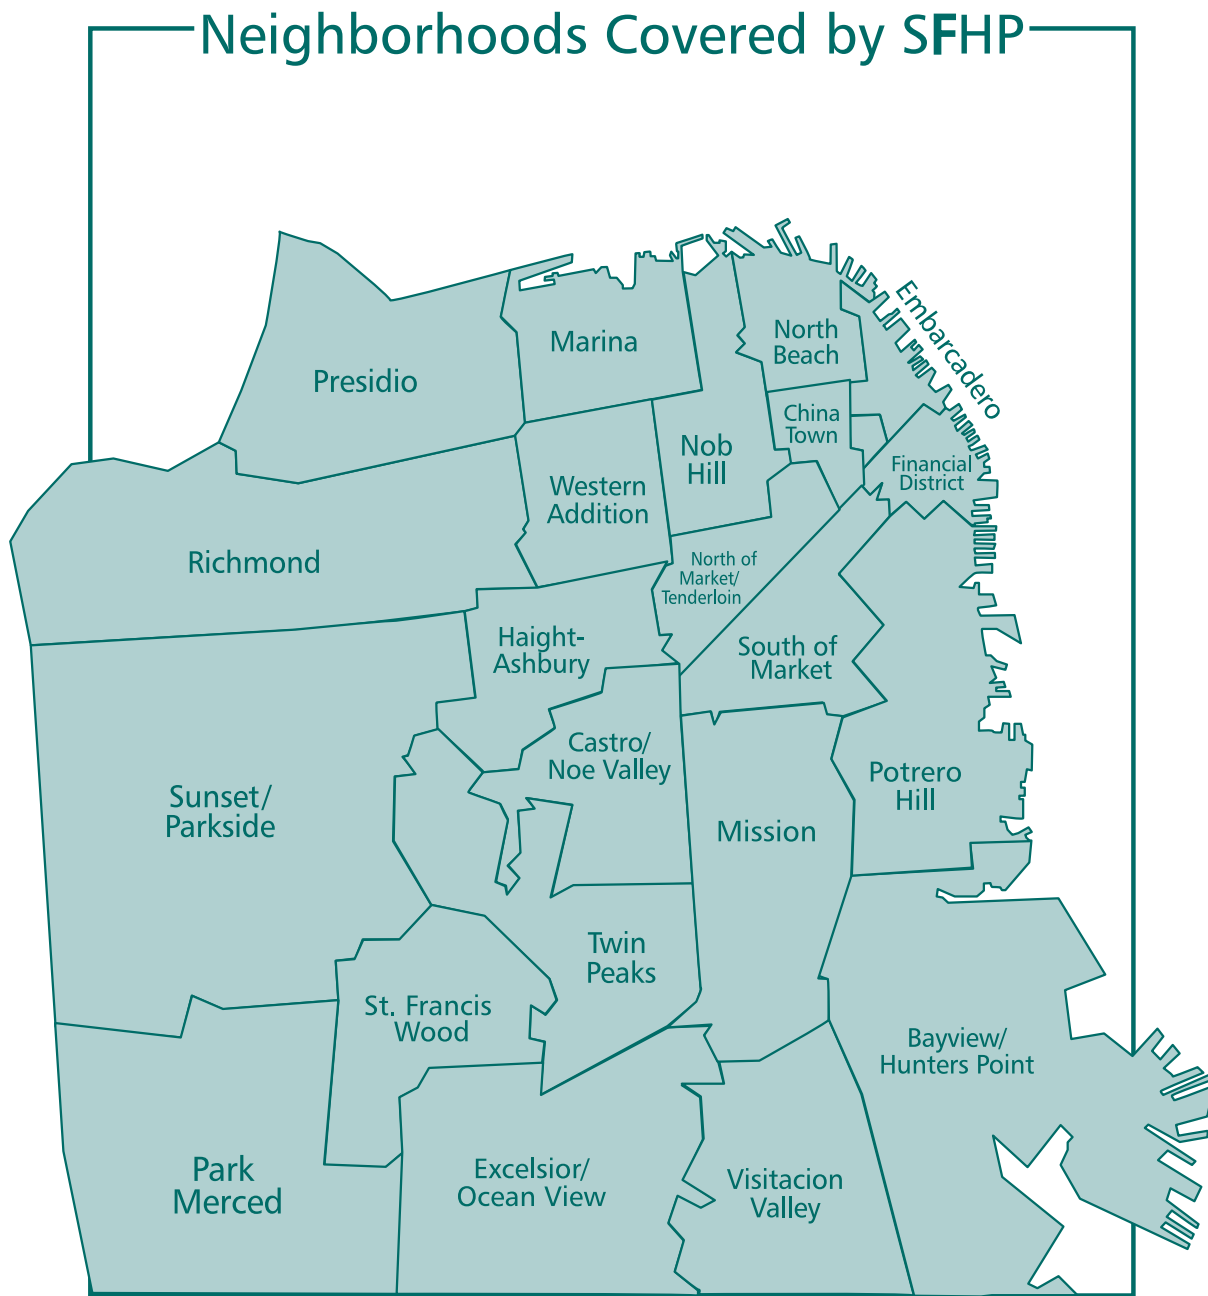 Neighborhoods Covered by SFHP
Embarcadero
North
Beach
Marina
Presidio
China
Town
Nob
Hill
Financial
District
Western
Addition
Richmond
North of
Market/
Tenderloin
Haight-
Ashbury
South of
Market
Castro/
Noe Valley
Potrero
Hill
Sunset/
Parkside
Mission
Twin
Peaks
St. Francis
Wood
Bayview/
Hunters Point
Park
Merced
Excelsior/
Ocean View
Visitacion
Valley